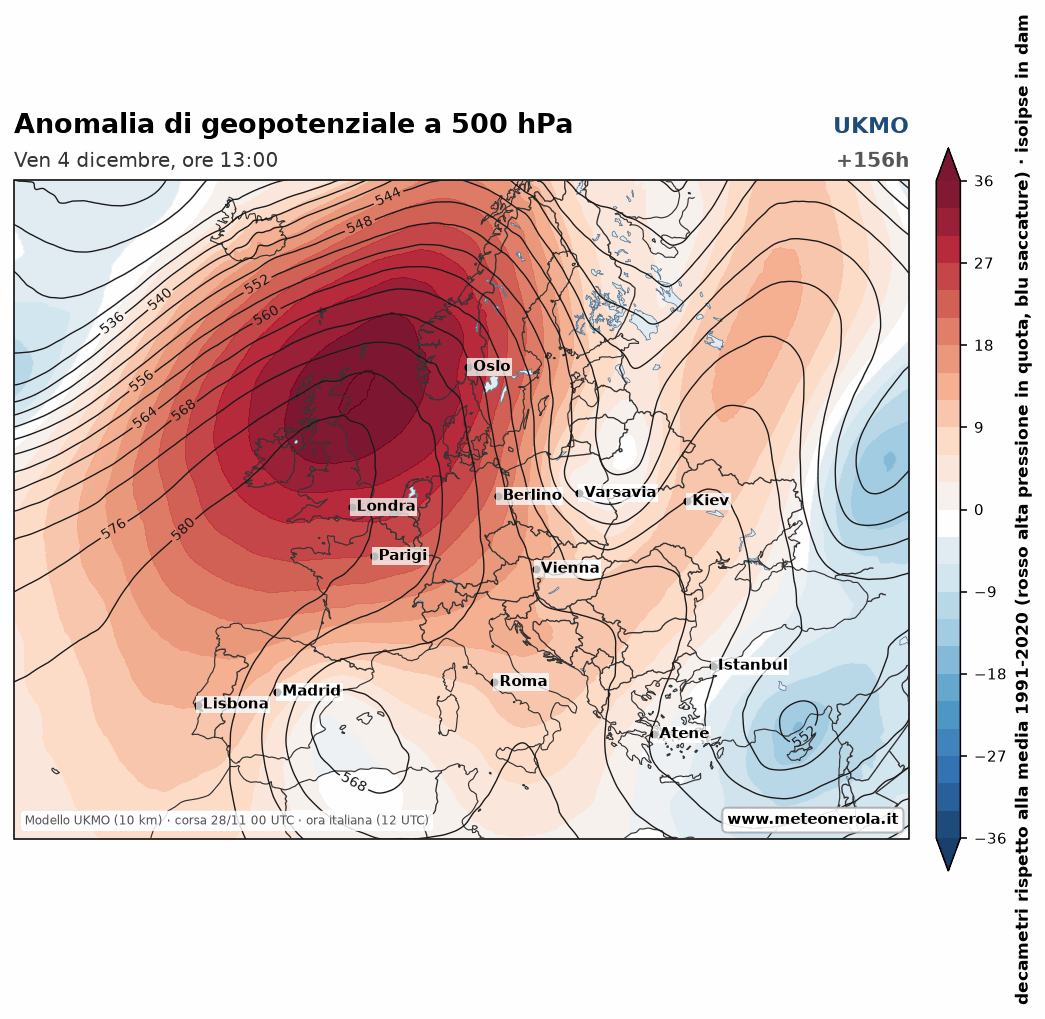 Anomalia di geopotenziale a 500 hPa
UKMO
Ven 4 dicembre, ore 13:00
+156h
544
548
552
540
560
536
556
564
568
576
580
568
552
Oslo
Londra
Berlino
Varsavia
Kiev
Parigi
Vienna
Istanbul
Roma
Madrid
Lisbona
Atene
Modello UKMO (10 km) · corsa 28/11 00 UTC · ora italiana (12 UTC)
www.meteonerola.it
36
27
18
9
0
−9
−18
−27
−36
decametri rispetto alla media 1991-2020 (rosso alta pressione in quota, blu saccature) · isoipse in dam